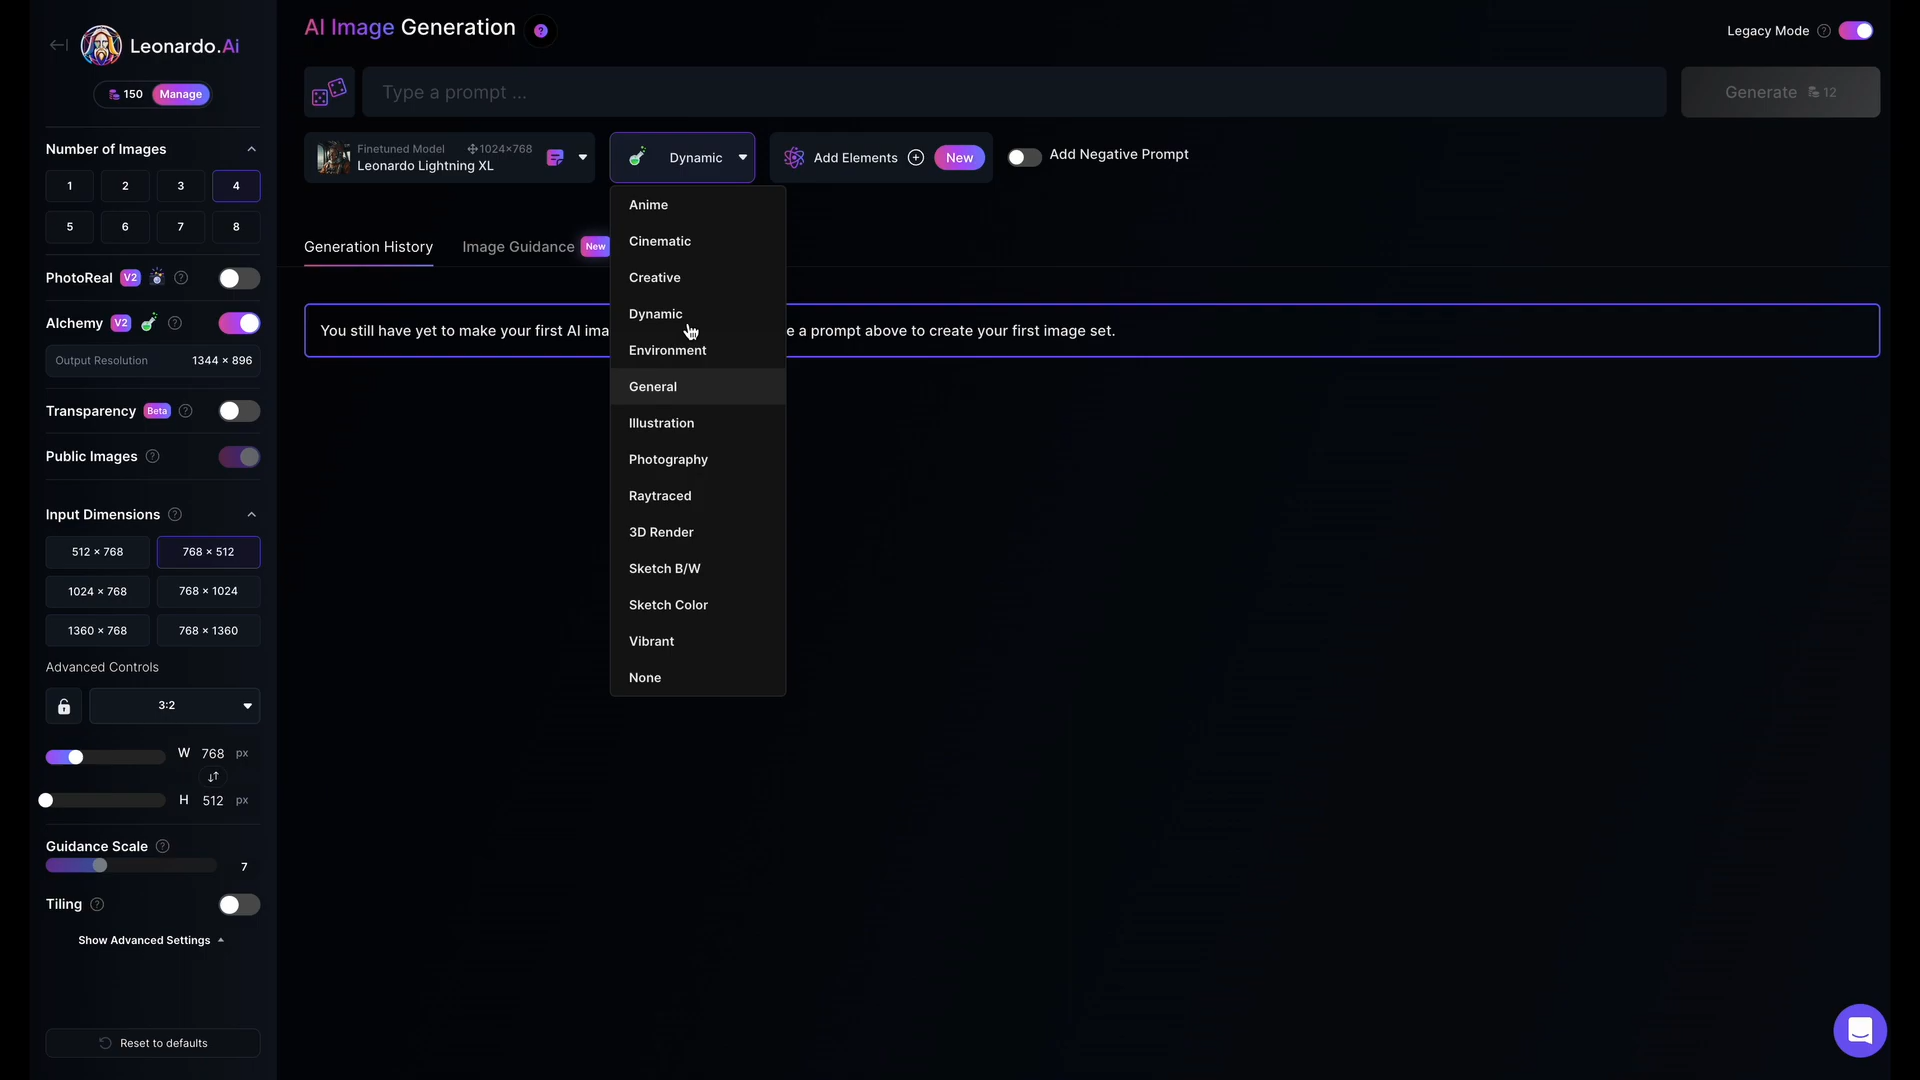 Leonardo.Ai
150 Manage
Number of Images
1 2 3 4
5 6 7 8
PhotoReal V2
Alchemy V2
Output Resolution 1344 × 896
Transparency Beta
Public Images
Input Dimensions
512 × 768 768 × 512
1024 × 768 768 × 1024
1360 × 768 768 × 1360
Advanced Controls
3:2
W 768 px
H 512 px
Guidance Scale
7
Tiling
Show Advanced Settings
Reset to defaults
AI Image Generation ?
Legacy Mode
Type a prompt ...
Generate 12
Finetuned Model 1024×768
Leonardo Lightning XL
Dynamic
Add Elements New
Add Negative Prompt
Generation History Image Guidance New
Anime
Cinematic
Creative
Dynamic
Environment
General
Illustration
Photography
Raytraced
3D Render
Sketch B/W
Sketch Color
Vibrant
None
You still have yet to make your first AI ima e a prompt above to create your first image set.